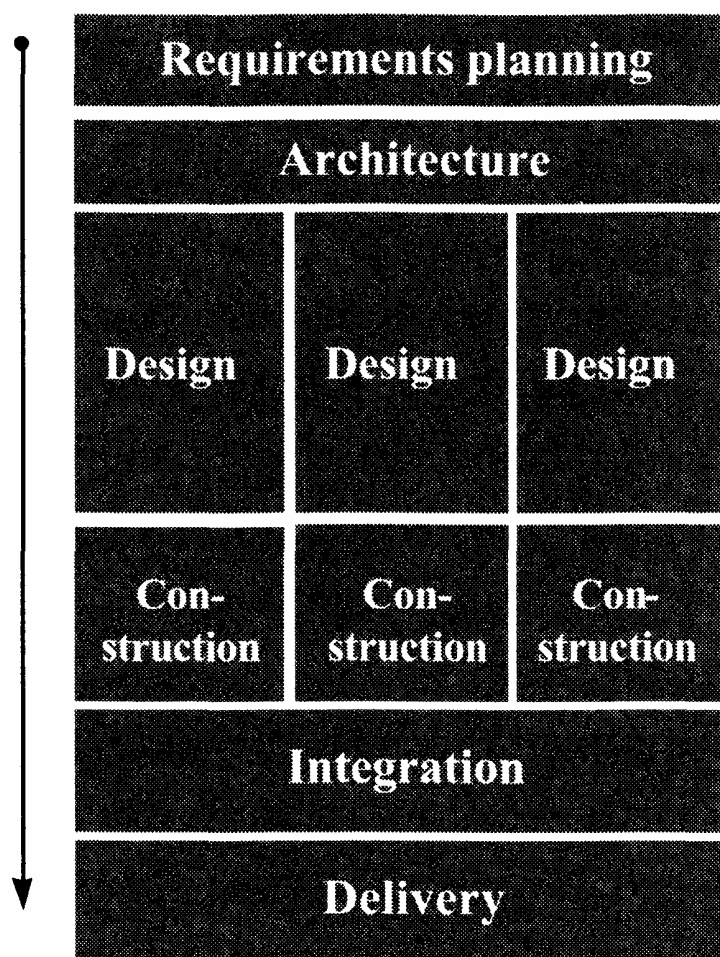 Requirements planning
Architecture
Design Design Design
Con- Con- Con-
struction struction struction
Integration
Delivery